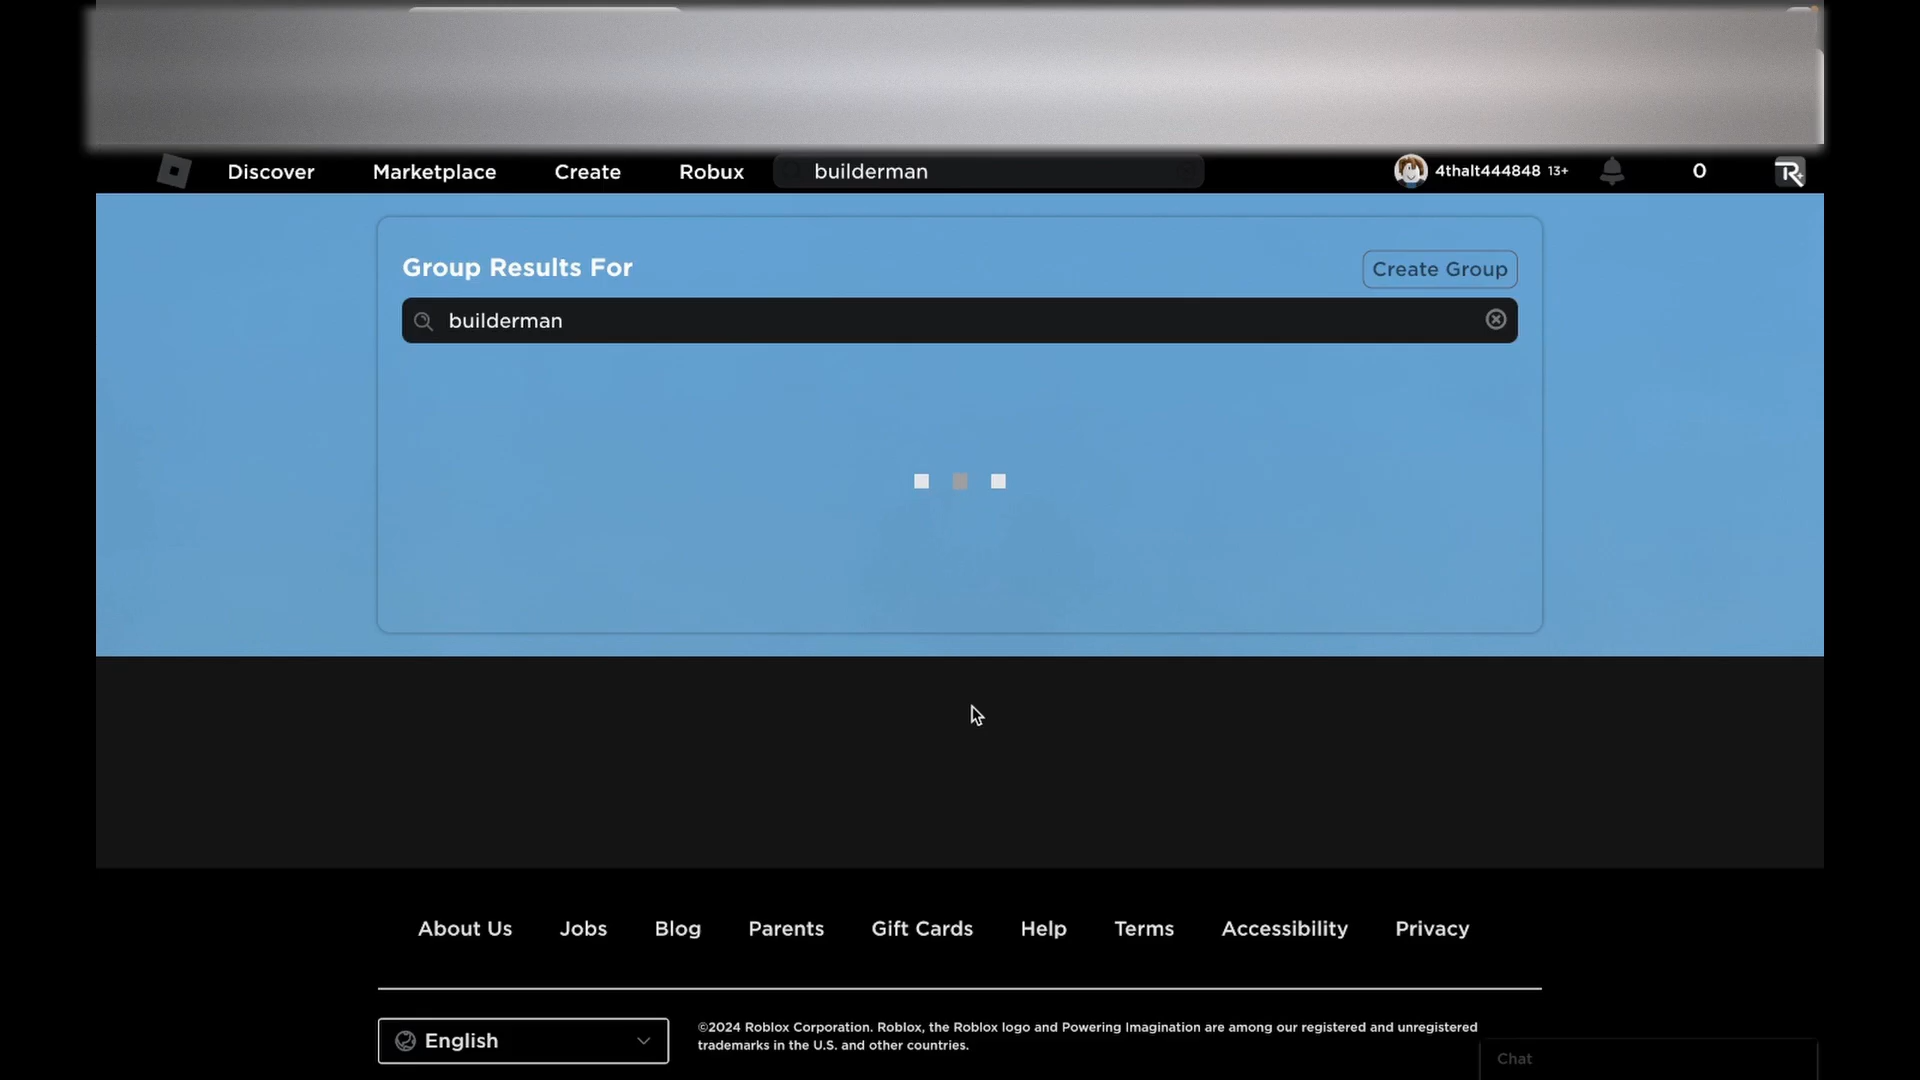 Discover Marketplace Create Robux builderman 4thalt444848 13+ 0
Group Results For Create Group
builderman
About Us Jobs Blog Parents Gift Cards Help Terms Accessibility Privacy
English
©2024 Roblox Corporation. Roblox, the Roblox logo and Powering Imagination are among our registered and unregistered
trademarks in the U.S. and other countries.
Chat